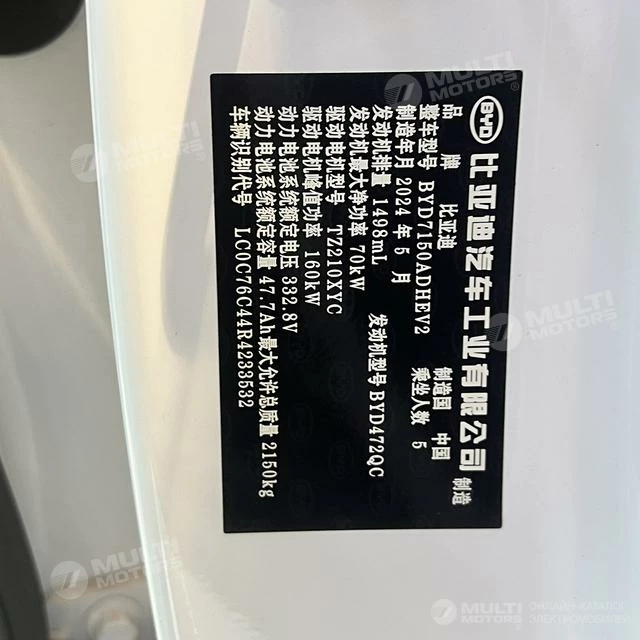 BYD 比亚迪汽车工业有限公司 制造
品 牌 比亚迪 制造国 中国
整车型号 BYD7150ADHEV2 乘坐人数 5
制造年月 2024 年 5 月
发动机排量 1498mL 发动机型号 BYD472QC
发动机最大净功率 70kW
驱动电机型号 TZ210XYC
驱动电机峰值功率 160kW
动力电池系统额定电压 332.8V
动力电池系统额定容量 47.7Ah 最大允许总质量 2150kg
车辆识别代号 LC0C76C44R4233532
MULTI MOTORS®
MULTI MOTORS
MULTI MOTORS®
MULTI MOTORS
MULTI MOTORS ОНЛАЙН-КАТАЛОГ ЭЛЕКТРОМОБИЛЕЙ